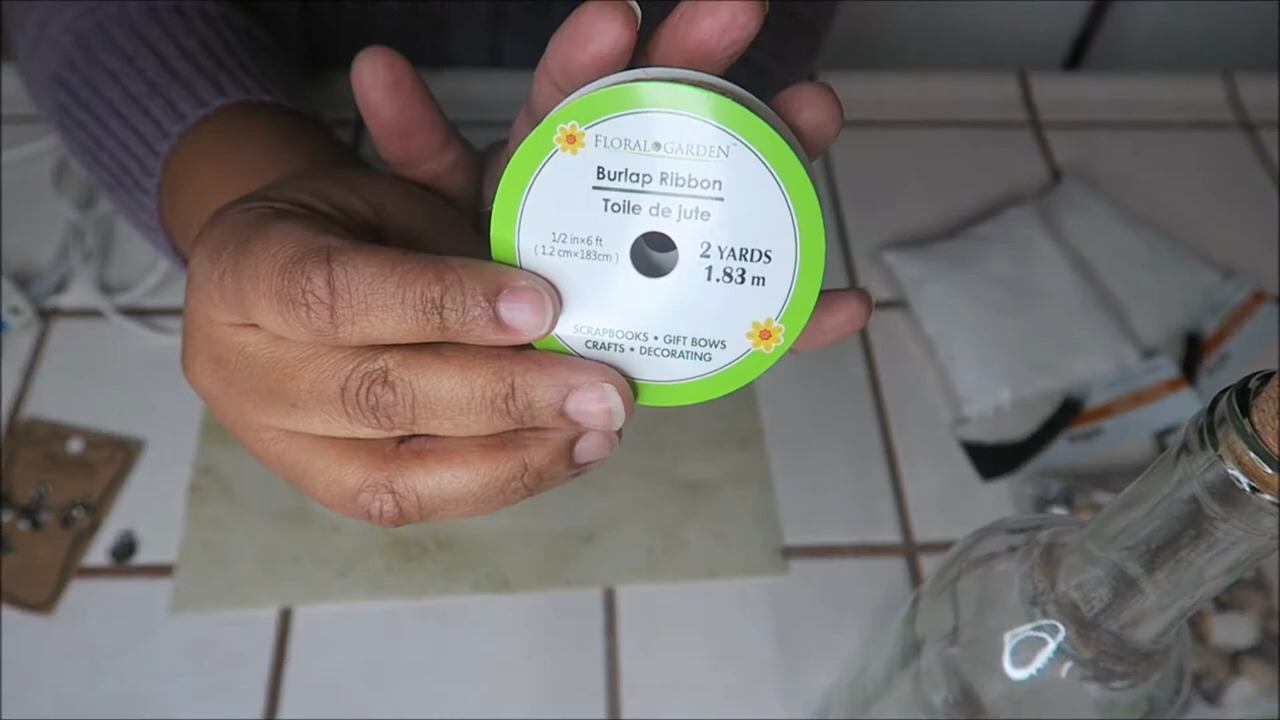 FLORAL GARDEN™
Burlap Ribbon
Toile de jute
1/2 in×6 ft
(1.2 cm×183cm)
2 YARDS
1.83 m
SCRAPBOOKS • GIFT BOWS
CRAFTS • DECORATING